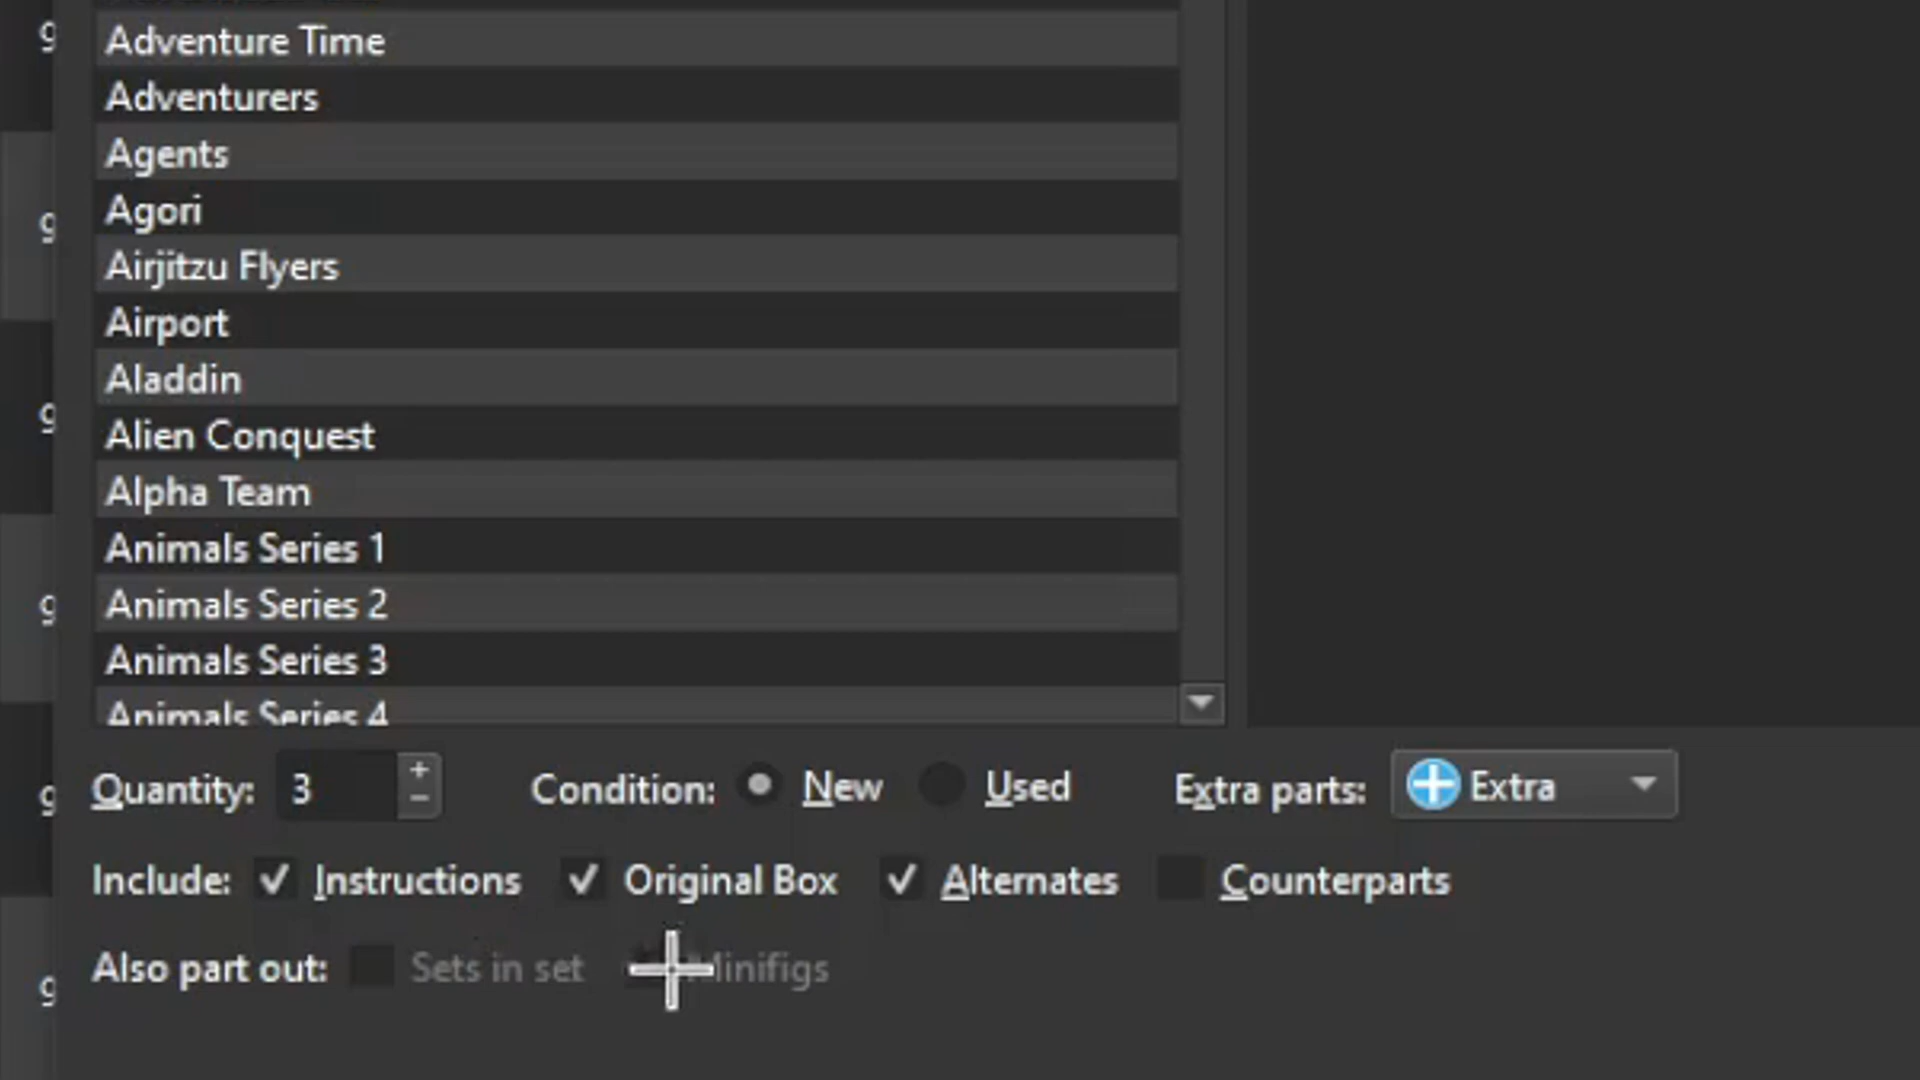 Adventure Time
Adventurers
Agents
Agori
Airjitzu Flyers
Airport
Aladdin
Alien Conquest
Alpha Team
Animals Series 1
Animals Series 2
Animals Series 3
Animals Series 4
Quantity: 3 Condition: New Used Extra parts: Extra
Include: Instructions Original Box Alternates Counterparts
Also part out: Sets in set Minifigs